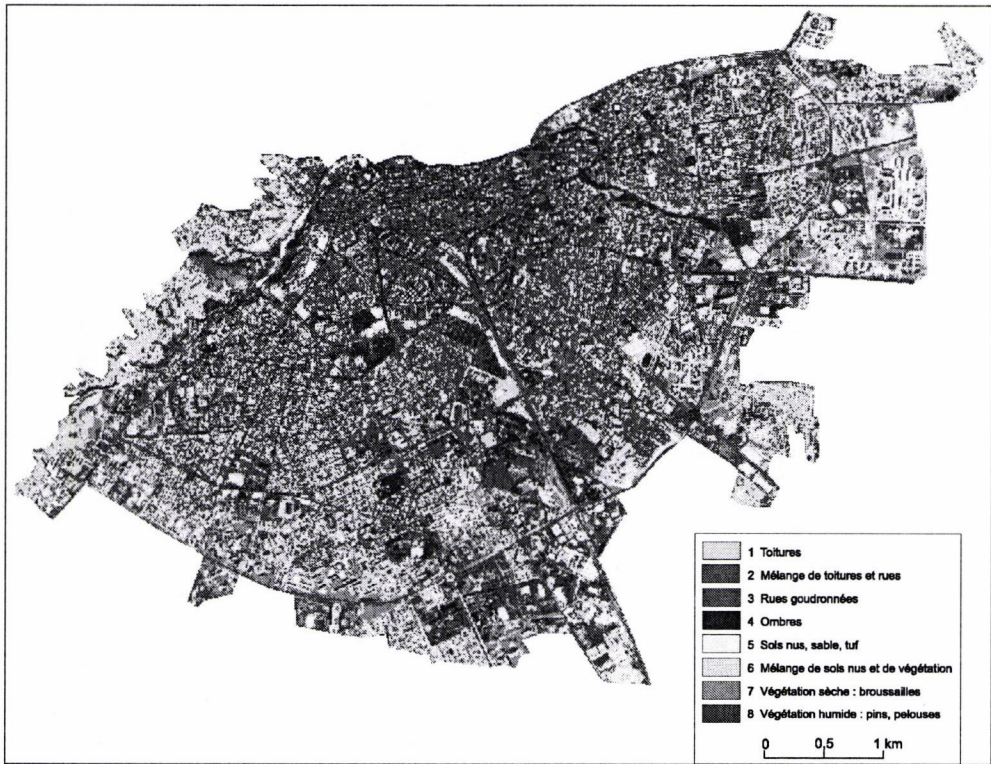 1 Toitures
2 Mélange de toitures et rues
3 Rues goudronnées
4 Ombres
5 Sols nus, sable, tuf
6 Mélange de sols nus et de végétation
7 Végétation sèche : broussailles
8 Végétation humide : pins, pelouses
0 0,5 1 km